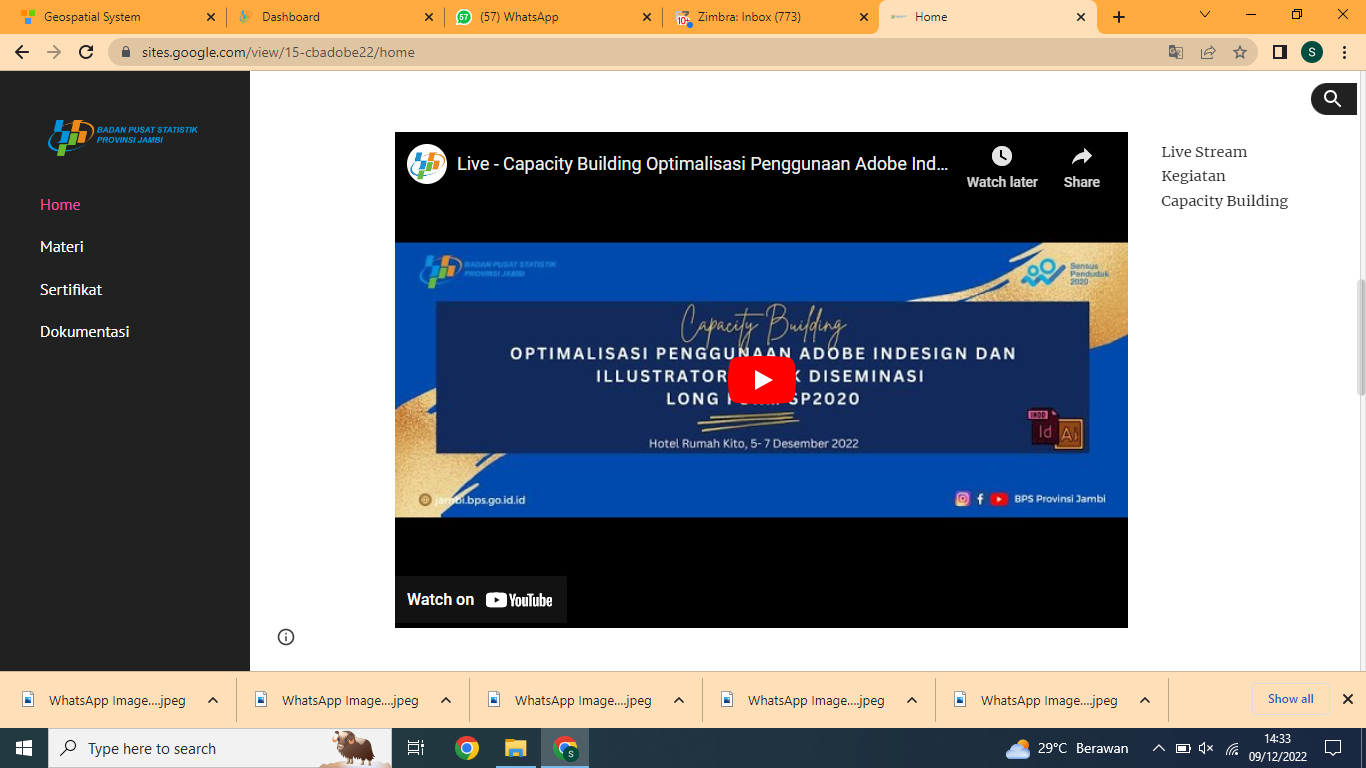 Geospatial System
Dashboard
(57) WhatsApp
Zimbra: Inbox (773)
Home
sites.google.com/view/15-cbadobe22/home
S
BADAN PUSAT STATISTIK
PROVINSI JAMBI
Home
Materi
Sertifikat
Dokumentasi
Live - Capacity Building Optimalisasi Penggunaan Adobe Ind...
Watch later
Share
Live Stream
Kegiatan
Capacity Building
BADAN PUSAT STATISTIK
PROVINSI JAMBI
Sensus
Penduduk
2020
Capacity Building
OPTIMALISASI PENGGUNAAN ADOBE INDESIGN DAN
ILLUSTRATOR K DISEMINASI
LONG SP2020
Hotel Rumah Kito, 5- 7 Desember 2022
INDD
Id
Ai
jambi.bps.go.id.id
BPS Provinsi Jambi
Watch on YouTube
WhatsApp Image....jpeg
WhatsApp Image....jpeg
WhatsApp Image....jpeg
WhatsApp Image....jpeg
WhatsApp Image....jpeg
Show all
Type here to search
S
29°C Berawan
14:33
09/12/2022